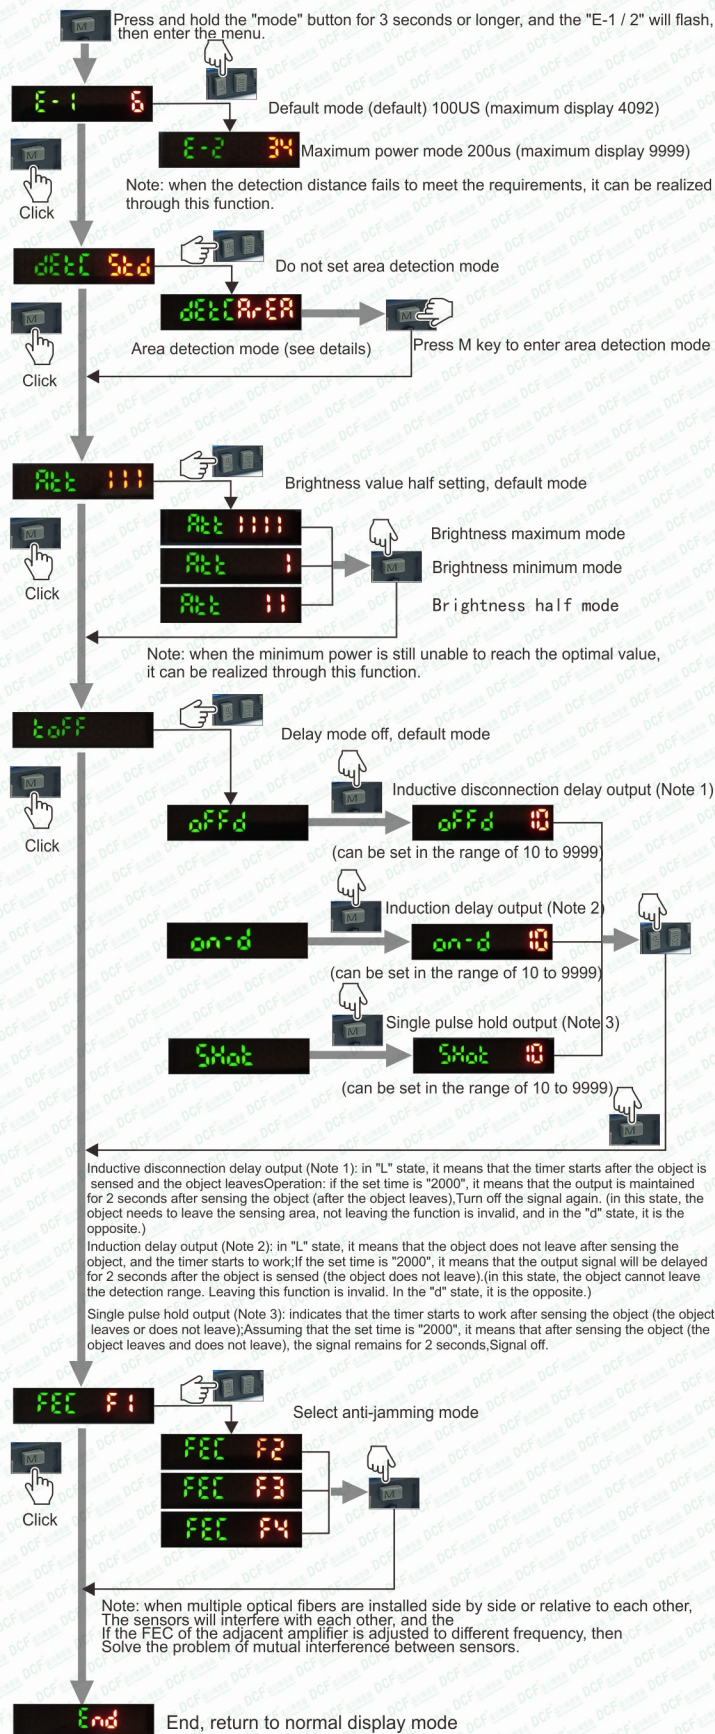 M
Press and hold the "mode" button for 3 seconds or longer, and the "E-1 / 2" will flash,
then enter the menu.
E-1 6
Default mode (default) 100US (maximum display 4092)
E-2 34
Maximum power mode 200us (maximum display 9999)
M
Click
Note: when the detection distance fails to meet the requirements, it can be realized
through this function.
dEtC Std
Do not set area detection mode
dEtC ArEA
M
M
Area detection mode (see details)
Press M key to enter area detection mode
Click
Att 111
Brightness value half setting, default mode
Att 1111
Brightness maximum mode
M
Att 1
M
Brightness minimum mode
Click
Att 11
Brightness half mode
Note: when the minimum power is still unable to reach the optimal value,
it can be realized through this function.
toFF
Delay mode off, default mode
M
M
Inductive disconnection delay output (Note 1)
oFFd
oFFd 10
Click
(can be set in the range of 10 to 9999)
M
Induction delay output (Note 2)
on-d
on-d 10
(can be set in the range of 10 to 9999)
M
Single pulse hold output (Note 3)
SHot
SHot 10
(can be set in the range of 10 to 9999)
M
Inductive disconnection delay output (Note 1): in "L" state, it means that the timer starts after the object is
sensed and the object leavesOperation: if the set time is "2000", it means that the output is maintained
for 2 seconds after sensing the object (after the object leaves),Turn off the signal again. (in this state, the
object needs to leave the sensing area, not leaving the function is invalid, and in the "d" state, it is the
opposite.)
Induction delay output (Note 2): in "L" state, it means that the object does not leave after sensing the
object, and the timer starts to work;If the set time is "2000", it means that the output signal will be delayed
for 2 seconds after the object is sensed (the object does not leave).(in this state, the object cannot leave
the detection range. Leaving this function is invalid. In the "d" state, it is the opposite.)
Single pulse hold output (Note 3): indicates that the timer starts to work after sensing the object (the object
leaves or does not leave);Assuming that the set time is "2000", it means that after sensing the object (the
object leaves and does not leave), the signal remains for 2 seconds,Signal off.
FEC F1
Select anti-jamming mode
FEC F2
M
FEC F3
M
Click
FEC F4
Note: when multiple optical fibers are installed side by side or relative to each other,
The sensors will interfere with each other, and the
If the FEC of the adjacent amplifier is adjusted to different frequency, then
Solve the problem of mutual interference between sensors.
End
End, return to normal display mode